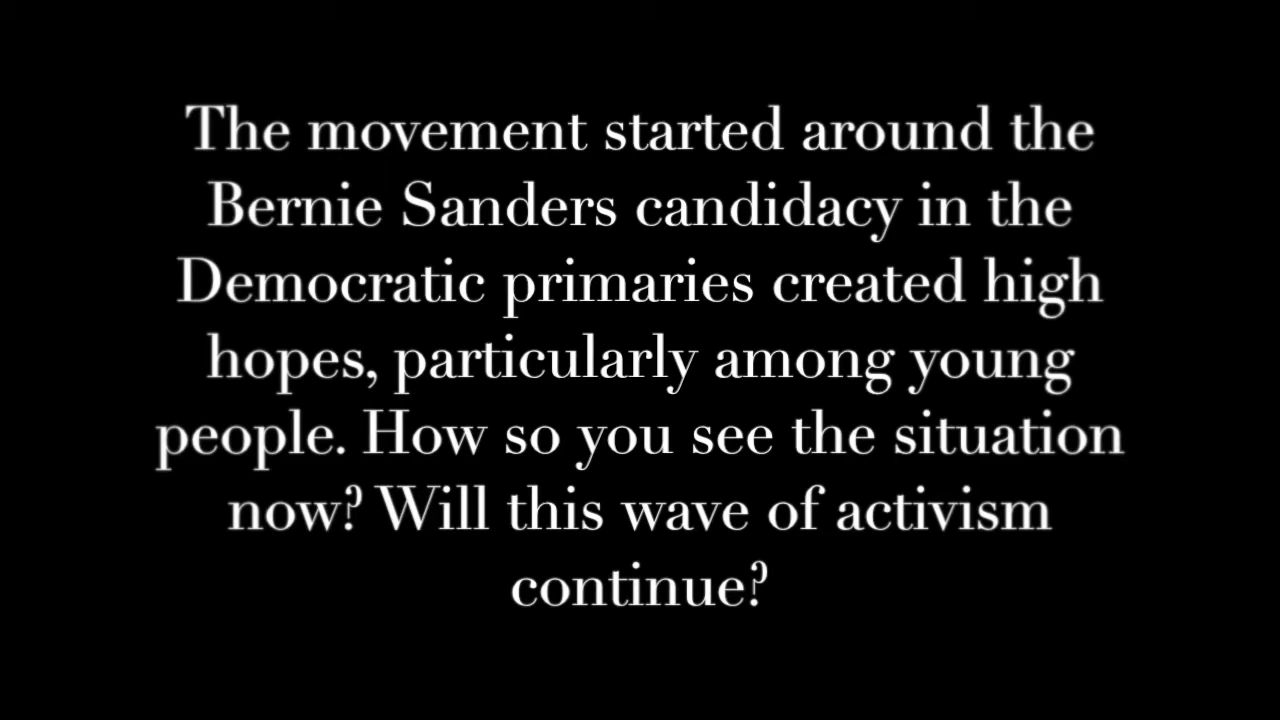 The movement started around the
Bernie Sanders candidacy in the
Democratic primaries created high
hopes, particularly among young
people. How so you see the situation
now? Will this wave of activism
continue?